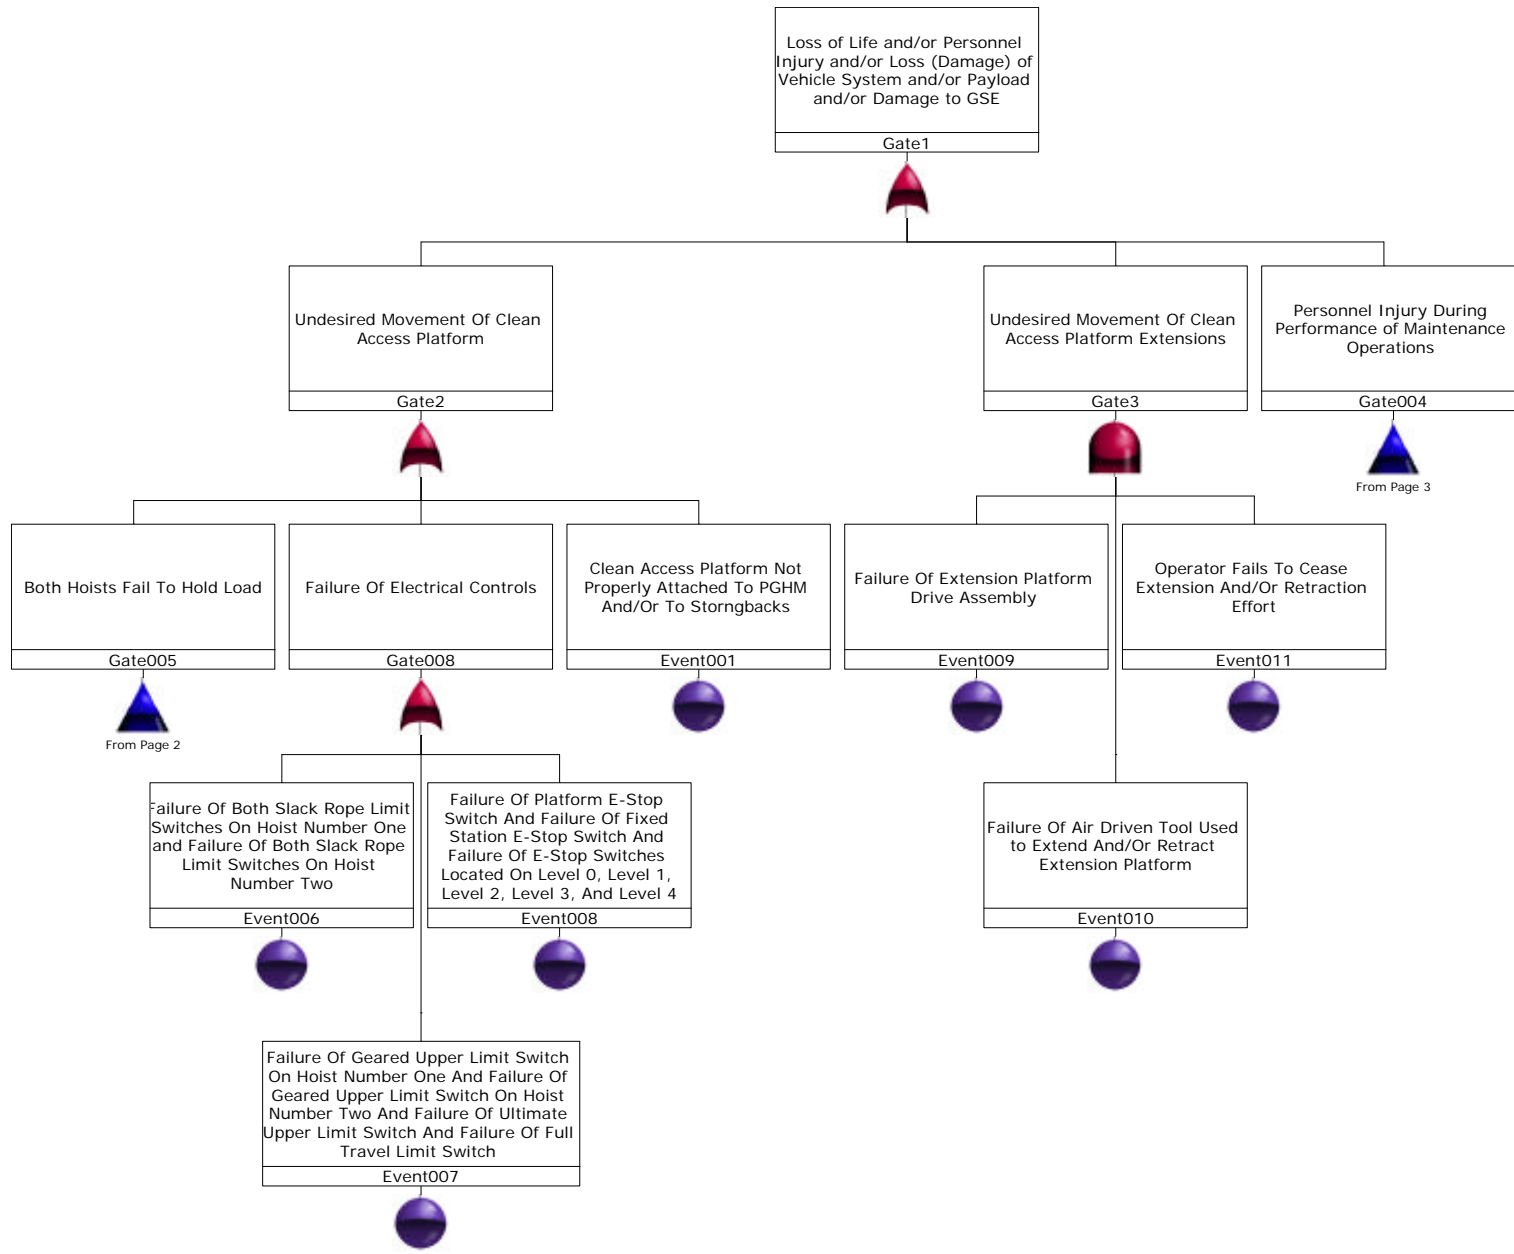 Loss of Life and/or Personnel
Injury and/or Loss (Damage) of
Vehicle System and/or Payload
and/or Damage to GSE
Gate1
Undesired Movement Of Clean
Access Platform
Gate2
Undesired Movement Of Clean
Access Platform Extensions
Gate3
Personnel Injury During
Performance of Maintenance
Operations
Gate004
From Page 3
Both Hoists Fail To Hold Load
Gate005
From Page 2
Failure Of Electrical Controls
Gate008
Clean Access Platform Not
Properly Attached To PGHM
And/Or To Storngbacks
Event001
Failure Of Extension Platform
Drive Assembly
Event009
Operator Fails To Cease
Extension And/Or Retraction
Effort
Event011
Failure Of Both Slack Rope Limit
Switches On Hoist Number One
and Failure Of Both Slack Rope
Limit Switches On Hoist
Number Two
Event006
Failure Of Platform E-Stop
Switch And Failure Of Fixed
Station E-Stop Switch And
Failure Of E-Stop Switches
Located On Level 0, Level 1,
Level 2, Level 3, And Level 4
Event008
Failure Of Air Driven Tool Used
to Extend And/Or Retract
Extension Platform
Event010
Failure Of Geared Upper Limit Switch
On Hoist Number One And Failure Of
Geared Upper Limit Switch On Hoist
Number Two And Failure Of Ultimate
Upper Limit Switch And Failure Of Full
Travel Limit Switch
Event007